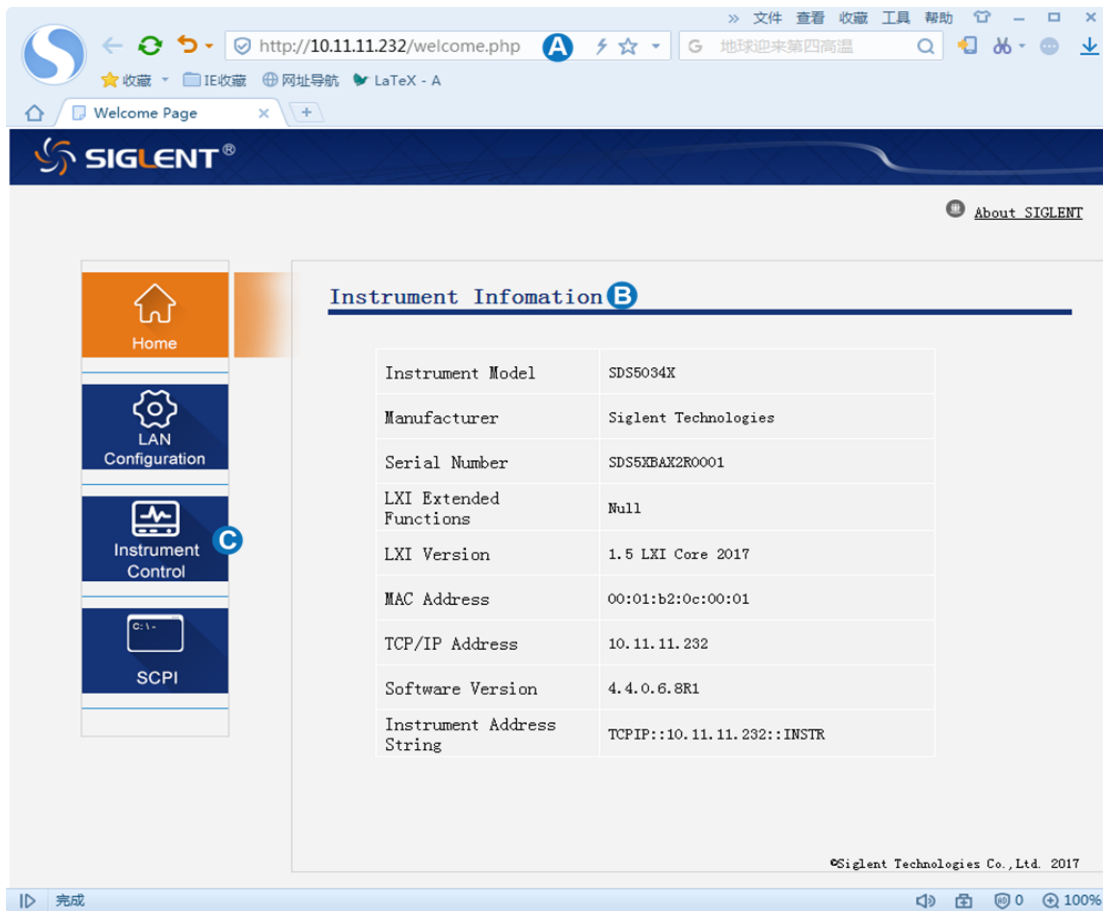 » 文件 查看 收藏 工具 帮助
http://10.11.11.232/welcome.php A G 地球迎来第四高温
收藏 IE收藏 网址导航 LaTeX - A
Welcome Page
SIGLENT®
About SIGLENT
Home
LAN
Configuration
Instrument
Control
C
C:\-
SCPI
Instrument Infomation B
Instrument Model SDS5034X
Manufacturer Siglent Technologies
Serial Number SDS5XBAX2R0001
LXI Extended
Functions
Null
LXI Version 1.5 LXI Core 2017
MAC Address 00:01:b2:0c:00:01
TCP/IP Address 10.11.11.232
Software Version 4.4.0.6.8R1
Instrument Address
String
TCPIP::10.11.11.232::INSTR
©Siglent Technologies Co.,Ltd. 2017
完成 0 100%